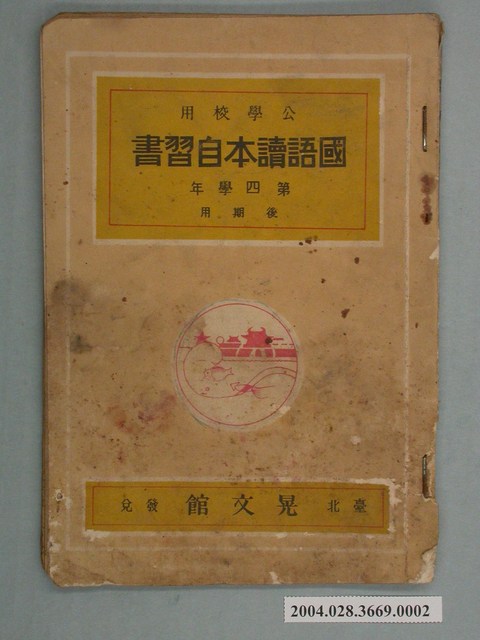 公學校用
國語讀本自習書
第四學年
後期用
臺北 晃文館 發兌
2004.028.3669.0002